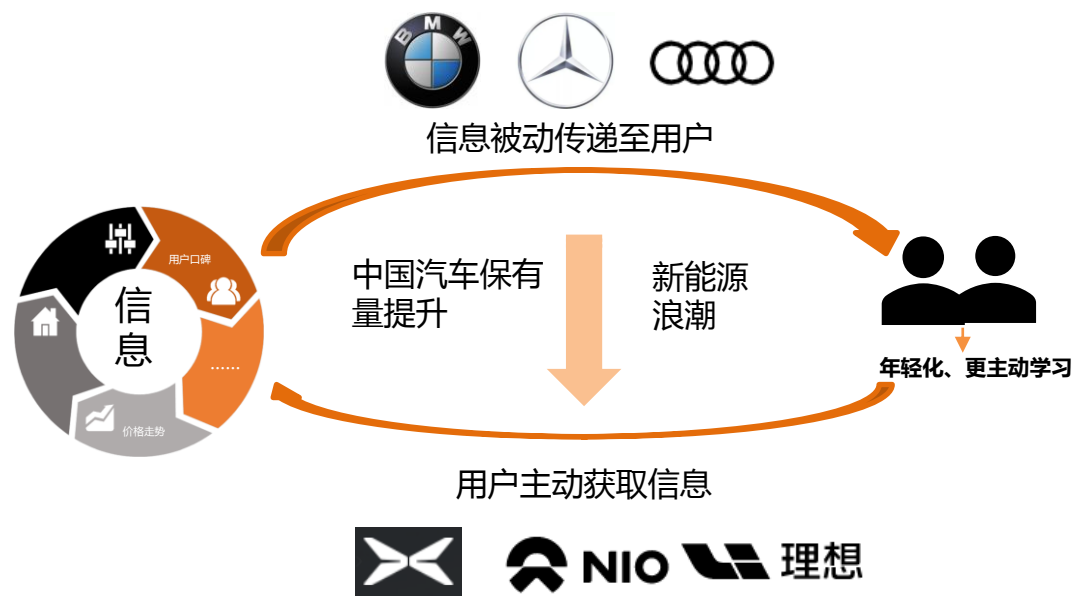 BMW
信息被动传递至用户
用户口碑
信
息
……
价格走势
中国汽车保有
量提升
新能源
浪潮
年轻化、更主动学习
用户主动获取信息
NIO
理想